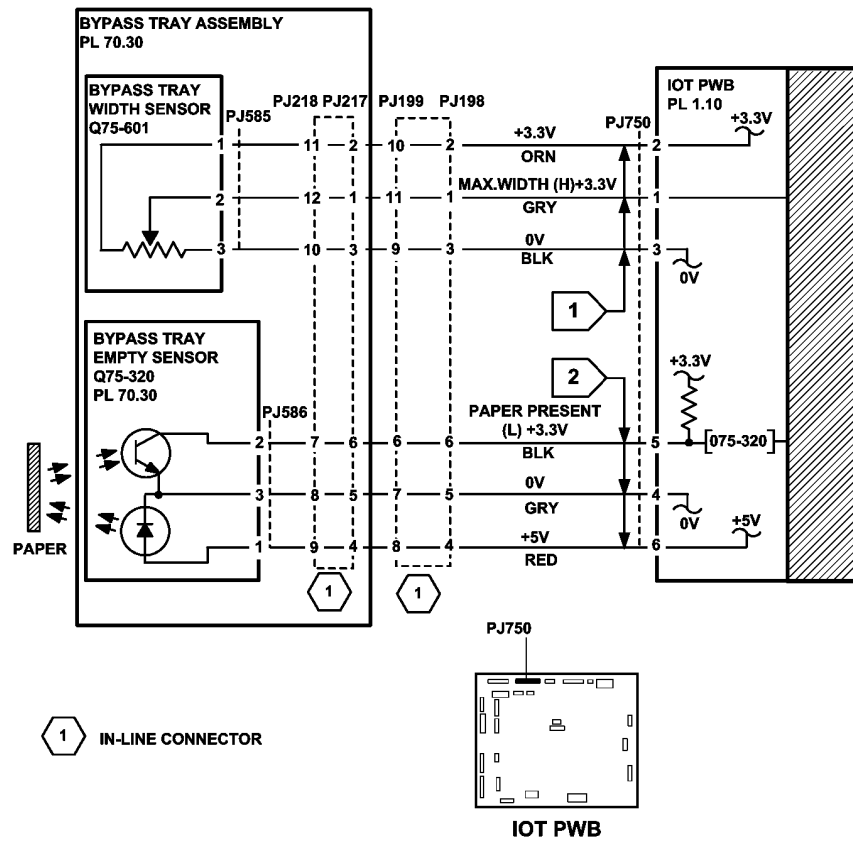 BYPASS TRAY ASSEMBLY
PL 70.30
BYPASS TRAY
WIDTH SENSOR
Q75-601
PJ585
PJ218 PJ217
PJ199 PJ198
PJ750
IOT PWB
PL 1.10
+3.3V
1 11 2 10 2 +3.3V 2
ORN
2 12 1 11 1 MAX.WIDTH (H)+3.3V 1
GRY
3 10 3 9 3 0V 3
BLK
0V
1
BYPASS TRAY
EMPTY SENSOR
Q75-320
PL 70.30
PJ586
2
+3.3V
PAPER PRESENT
(L) +3.3V
2 7 6 6 6 5 [075-320]
BLK
3 8 5 7 5 0V 4
GRY
0V
+5V
1 9 4 8 4 +5V 6
RED
PAPER
1 1
PJ750
1 IN-LINE CONNECTOR
IOT PWB